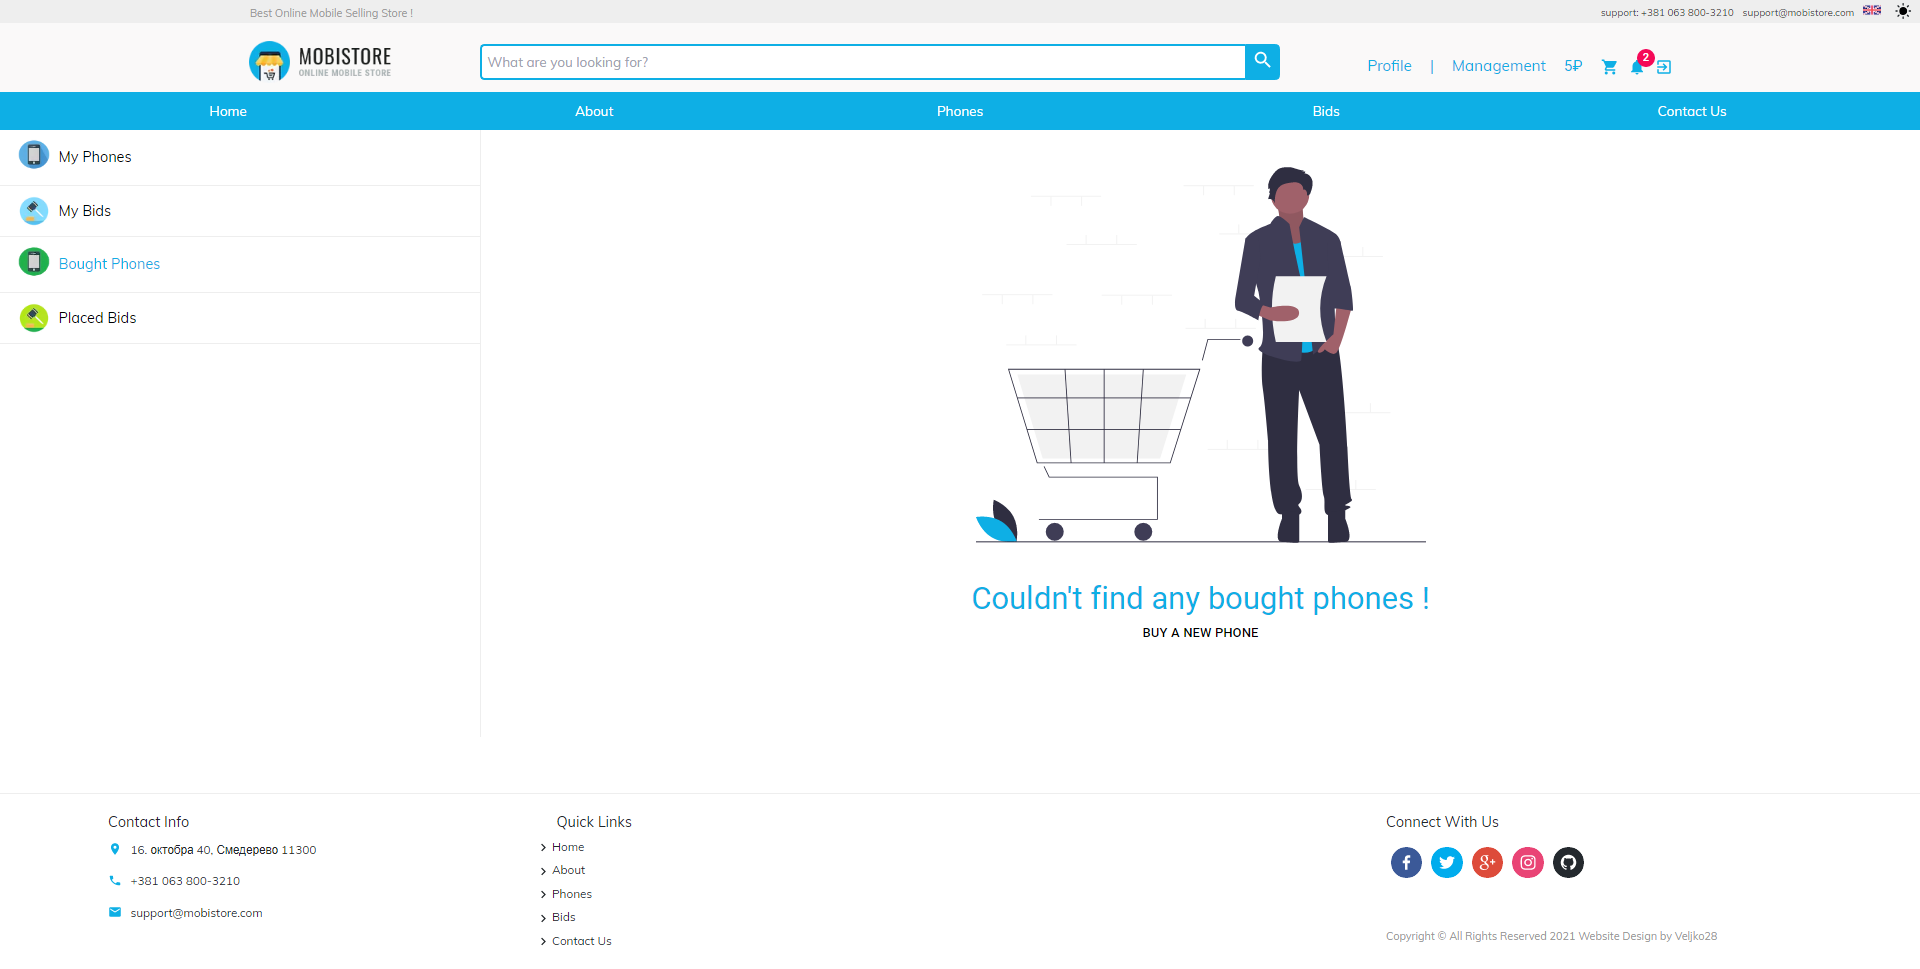 Best Online Mobile Selling Store !
support: +381 063 800-3210 support@mobistore.com
MOBISTORE
ONLINE MOBILE STORE
What are you looking for?
Profile | Management 5₽
2
Home About Phones Bids Contact Us
My Phones
My Bids
Bought Phones
Placed Bids
Couldn't find any bought phones !
BUY A NEW PHONE
Contact Info
16. октобра 40, Смедерево 11300
+381 063 800-3210
support@mobistore.com
Quick Links
Home
About
Phones
Bids
Contact Us
Connect With Us
Copyright © All Rights Reserved 2021 Website Design by Veljko28